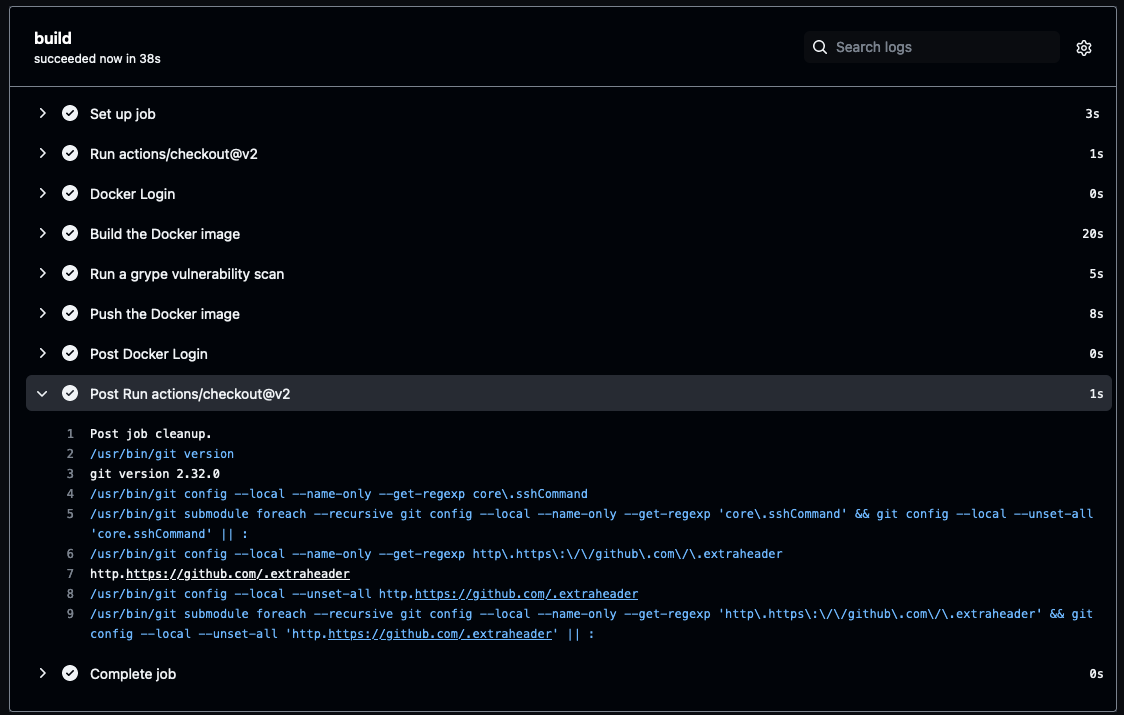 build
succeeded now in 38s
Search logs
Set up job 3s
Run actions/checkout@v2 1s
Docker Login 0s
Build the Docker image 20s
Run a grype vulnerability scan 5s
Push the Docker image 8s
Post Docker Login 0s
Post Run actions/checkout@v2 1s
1 Post job cleanup.
2 /usr/bin/git version
3 git version 2.32.0
4 /usr/bin/git config --local --name-only --get-regexp core\.sshCommand
5 /usr/bin/git submodule foreach --recursive git config --local --name-only --get-regexp 'core\.sshCommand' && git config --local --unset-all
'core.sshCommand' || :
6 /usr/bin/git config --local --name-only --get-regexp http\.https\:\/\/github\.com\/\.extraheader
7 http.https://github.com/.extraheader
8 /usr/bin/git config --local --unset-all http.https://github.com/.extraheader
9 /usr/bin/git submodule foreach --recursive git config --local --name-only --get-regexp 'http\.https\:\/\/github\.com\/\.extraheader' && git
config --local --unset-all 'http.https://github.com/.extraheader' || :
Complete job 0s